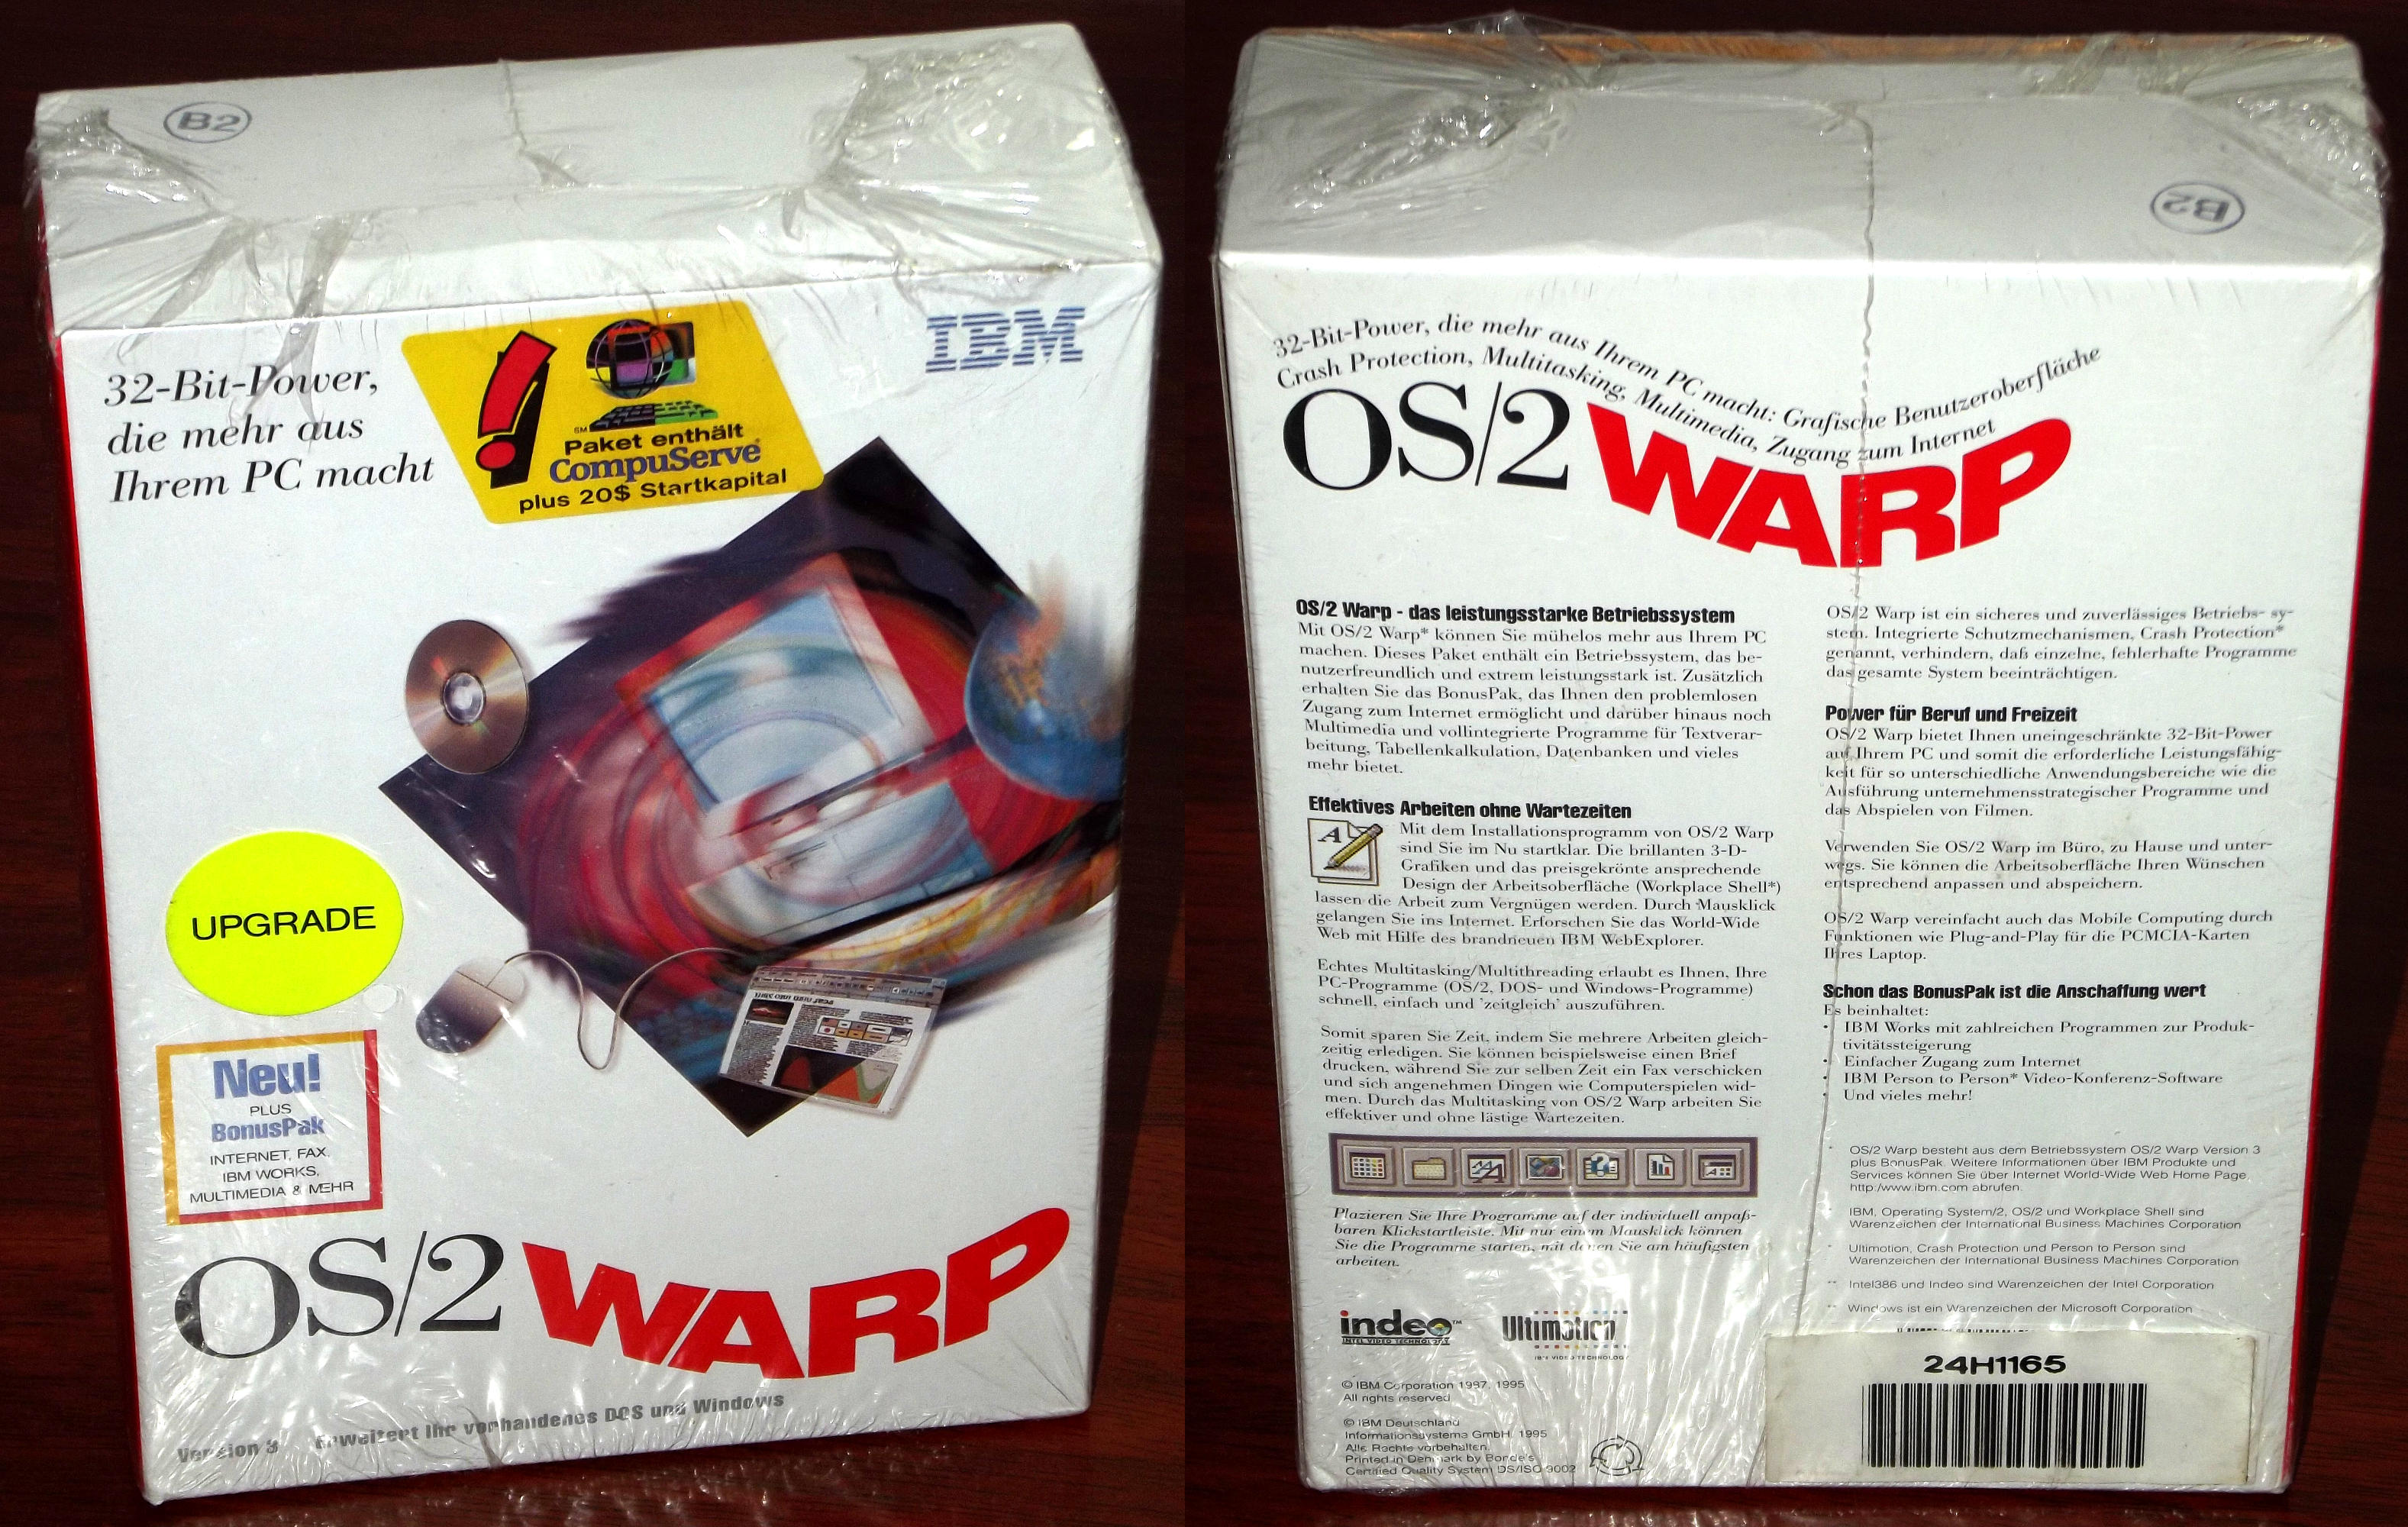 B2
32-Bit-Power,
die mehr aus
Ihrem PC macht
SM
Paket enthält
CompuServe®
plus 20$ Startkapital
IBM
UPGRADE
Neu!
PLUS
BonusPak
INTERNET, FAX,
IBM WORKS,
MULTIMEDIA & MEHR
OS/2 WARP
Version 3 Erweitert Ihr vorhandenes DOS und Windows
B2
32-Bit-Power, die mehr aus Ihrem PC macht: Grafische Benutzeroberfläche
Crash Protection, Multitasking, Multimedia, Zugang zum Internet
OS/2 WARP
OS/2 Warp - das leistungsstarke Betriebssystem
Mit OS/2 Warp* können Sie mühelos mehr aus Ihrem PC
machen. Dieses Paket enthält ein Betriebssystem, das be-
nutzerfreundlich und extrem leistungsstark ist. Zusätzlich
erhalten Sie das BonusPak, das Ihnen den problemlosen
Zugang zum Internet ermöglicht und darüber hinaus noch
Multimedia und vollintegrierte Programme für Textverar-
beitung, Tabellenkalkulation, Datenbanken und vieles
mehr bietet.
Effektives Arbeiten ohne Wartezeiten
Mit dem Installationsprogramm von OS/2 Warp
sind Sie im Nu startklar. Die brillanten 3-D-
Grafiken und das preisgekrönte ansprechende
Design der Arbeitsoberfläche (Workplace Shell*)
lassen die Arbeit zum Vergnügen werden. Durch Mausklick
gelangen Sie ins Internet. Erforschen Sie das World-Wide
Web mit Hilfe des brandneuen IBM WebExplorer.
Echtes Multitasking/Multithreading erlaubt es Ihnen, Ihre
PC-Programme (OS/2, DOS- und Windows-Programme)
schnell, einfach und 'zeitgleich' auszuführen.
Somit sparen Sie Zeit, indem Sie mehrere Arbeiten gleich-
zeitig erledigen. Sie können beispielsweise einen Brief
drucken, während Sie zur selben Zeit ein Fax verschicken
und sich angenehmen Dingen wie Computerspielen wid-
men. Durch das Multitasking von OS/2 Warp arbeiten Sie
effektiver und ohne lästige Wartezeiten.
Plazieren Sie Ihre Programme auf der individuell anpaß-
baren Klickstartleiste. Mit nur einem Mausklick können
Sie die Programme starten, mit denen Sie am häufigsten
arbeiten.
indeo™
INTEL VIDEO TECHNOLOGY
Ultimotion
IBM VIDEO TECHNOLOGY
© IBM Corporation 1987, 1995
All rights reserved
© IBM Deutschland
Informationssysteme GmbH, 1995
Alle Rechte vorbehalten.
Printed in Denmark by Bonde's
Certified Quality System DS/ISO 9002
OS/2 Warp ist ein sicheres und zuverlässiges Betriebs- sy-
stem. Integrierte Schutzmechanismen, Crash Protection*
genannt, verhindern, daß einzelne, fehlerhafte Programme
das gesamte System beeinträchtigen.
Power für Beruf und Freizeit
OS/2 Warp bietet Ihnen uneingeschränkte 32-Bit-Power
auf Ihrem PC und somit die erforderliche Leistungsfähig-
keit für so unterschiedliche Anwendungsbereiche wie die
Ausführung unternehmensstrategischer Programme und
das Abspielen von Filmen.
Verwenden Sie OS/2 Warp im Büro, zu Hause und unter-
wegs. Sie können die Arbeitsoberfläche Ihren Wünschen
entsprechend anpassen und abspeichern.
OS/2 Warp vereinfacht auch das Mobile Computing durch
Funktionen wie Plug-and-Play für die PCMCIA-Karten
Ihres Laptop.
Schon das BonusPak ist die Anschaffung wert
Es beinhaltet:
• IBM Works mit zahlreichen Programmen zur Produk-
tivitätssteigerung
• Einfacher Zugang zum Internet
• IBM Person to Person* Video-Konferenz-Software
• Und vieles mehr!
* OS/2 Warp besteht aus dem Betriebssystem OS/2 Warp Version 3
plus BonusPak. Weitere Informationen über IBM Produkte und
Services können Sie über Internet World-Wide Web Home Page,
http:/www.ibm.com abrufen.
* IBM, Operating System/2, OS/2 und Workplace Shell sind
Warenzeichen der International Business Machines Corporation
* Ultimotion, Crash Protection und Person to Person sind
Warenzeichen der International Business Machines Corporation
** Intel386 und Indeo sind Warenzeichen der Intel Corporation
** Windows ist ein Warenzeichen der Microsoft Corporation
24H1165